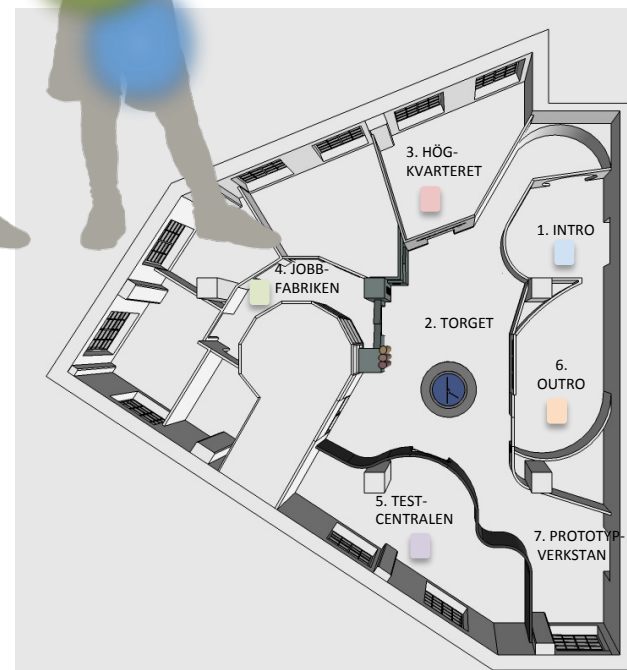 3. HÖG-
KVARTERET
1. INTRO
4. JOBB-
FABRIKEN
2. TORGET
6.
OUTRO
5. TEST-
CENTRALEN
7. PROTOTYP-
VERKSTAN